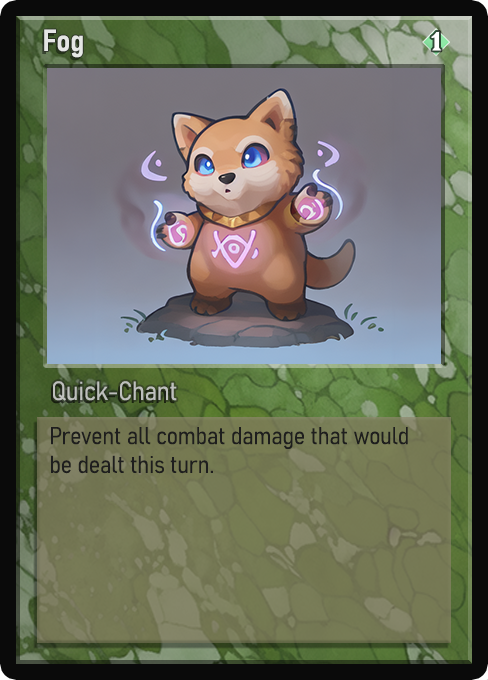 Fog
1
Quick-Chant
Prevent all combat damage that would
be dealt this turn.